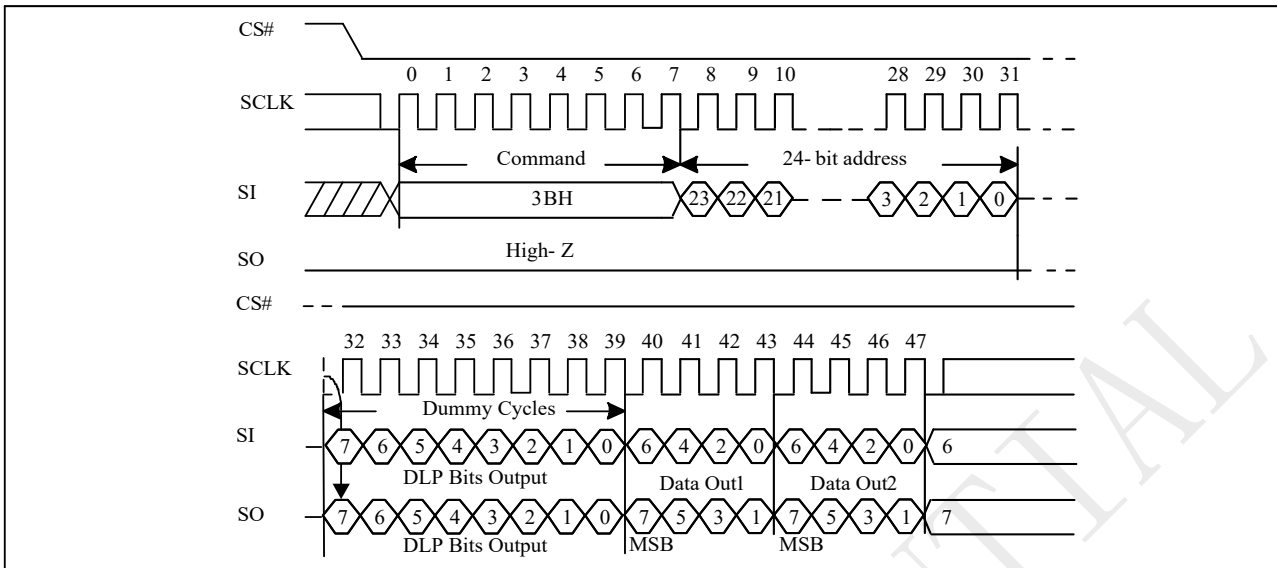 CS#
0 1 2 3 4 5 6 7 8 9 10 28 29 30 31
SCLK
Command 24- bit address
SI 3BH 23 22 21 3 2 1 0
High- Z
SO
CS#
32 33 34 35 36 37 38 39 40 41 42 43 44 45 46 47
SCLK
Dummy Cycles
SI 7 6 5 4 3 2 1 0 6 4 2 0 6 4 2 0 6
DLP Bits Output Data Out1 Data Out2
SO 7 6 5 4 3 2 1 0 7 5 3 1 7 5 3 1 7
DLP Bits Output MSB MSB